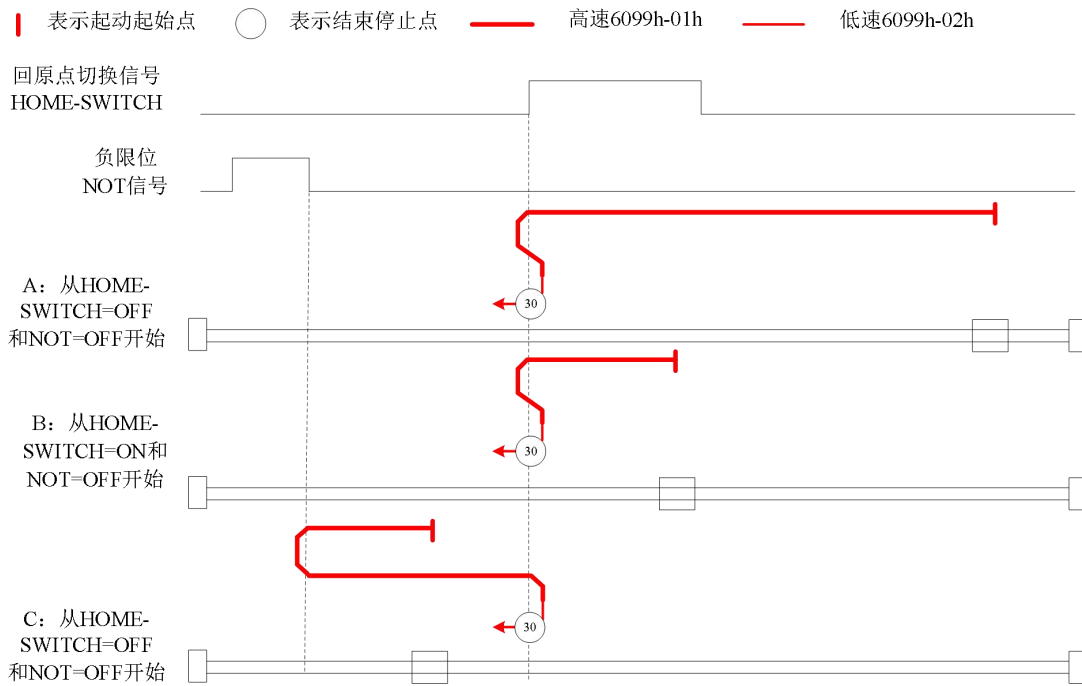 表示起动起始点
表示结束停止点
高速6099h-01h
低速6099h-02h
回原点切换信号
HOME-SWITCH
负限位
NOT信号
A：从HOME-
SWITCH=OFF
和NOT=OFF开始
30
B：从HOME-
SWITCH=ON和
NOT=OFF开始
30
C：从HOME-
SWITCH=OFF
和NOT=OFF开始
30